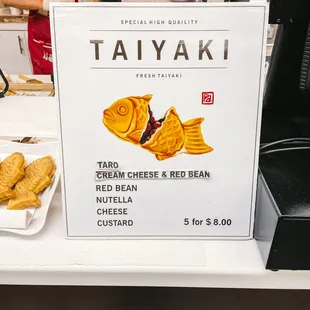 SPECIAL HIGH QUAILITY
TAIYAKI
FRESH TAIYAKI
TARO
CREAM CHEESE & RED BEAN
RED BEAN
NUTELLA
CHEESE
CUSTARD
5 for $ 8.00